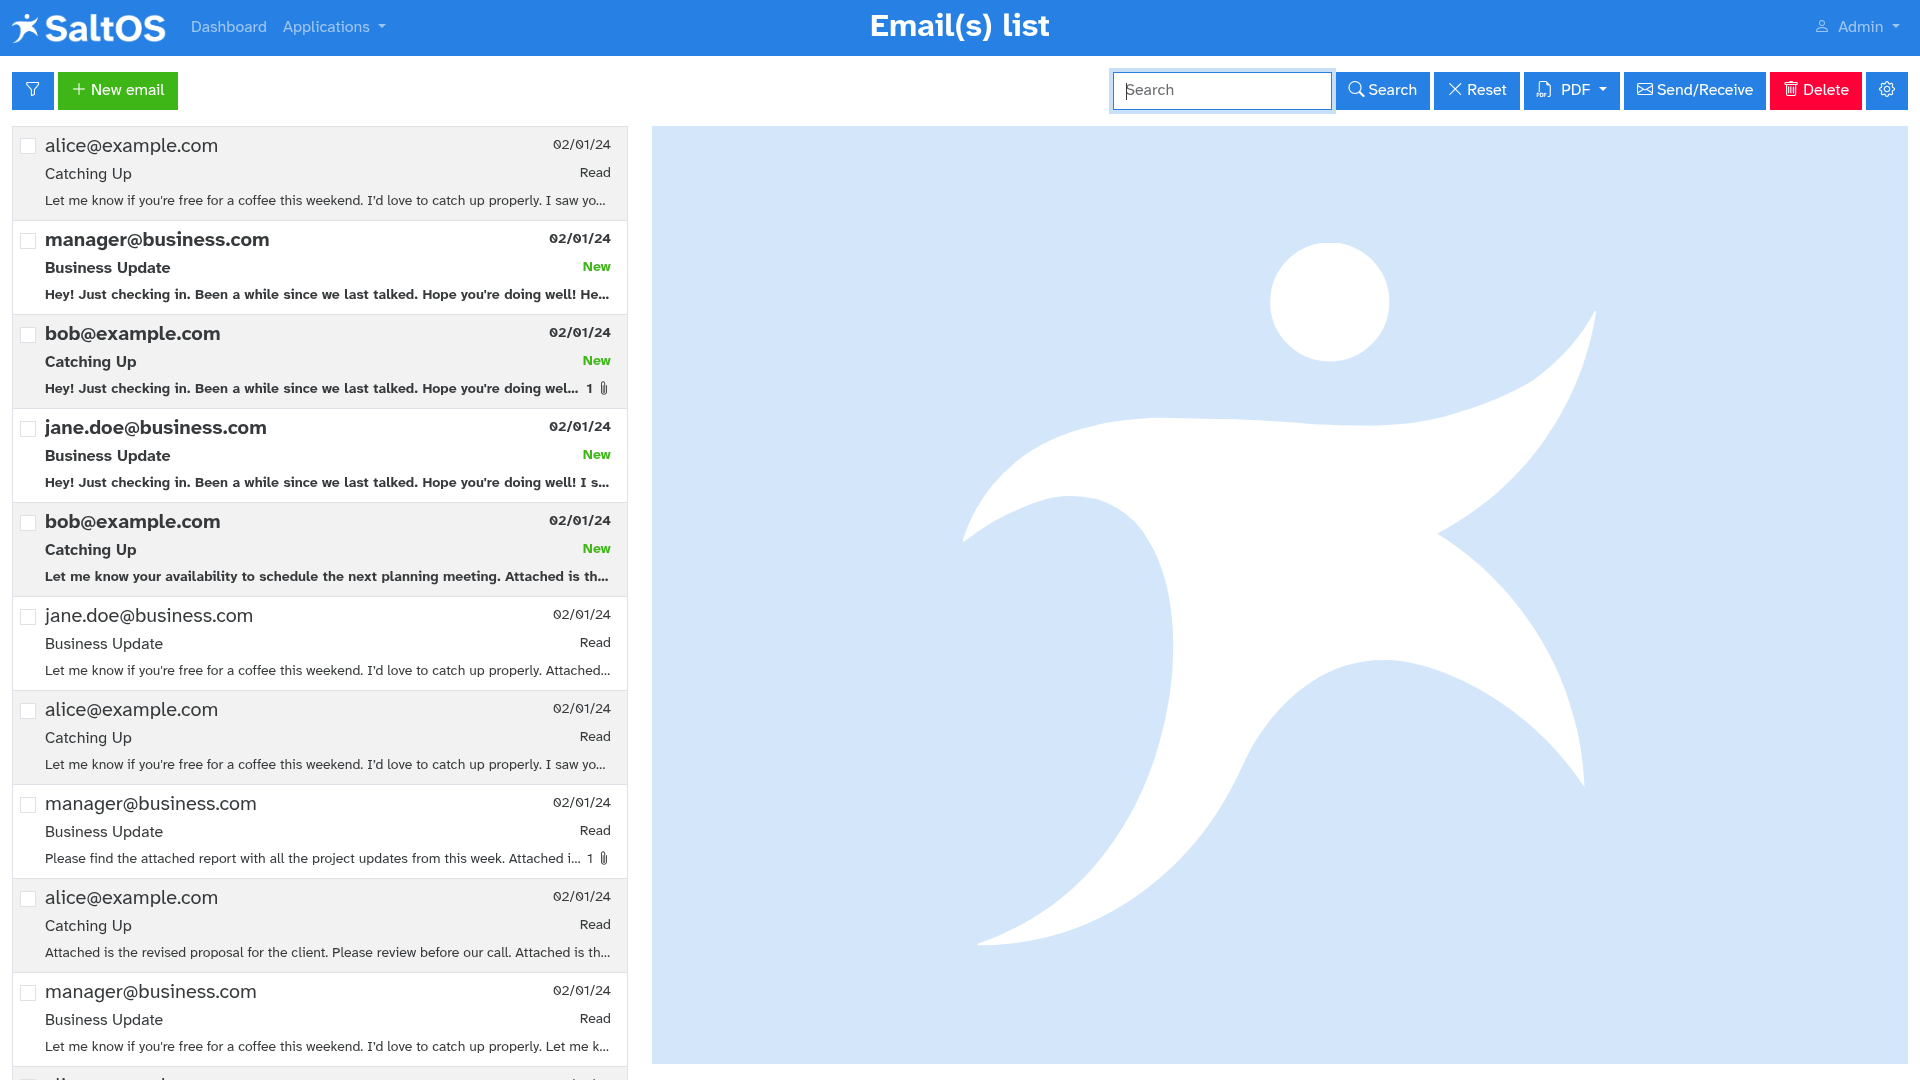 SaltOS Dashboard Applications Email(s) list Admin
New email Search Search Reset PDF Send/Receive Delete
alice@example.com 02/01/24
Catching Up Read
Let me know if you're free for a coffee this weekend. I'd love to catch up properly. I saw yo...
manager@business.com 02/01/24
Business Update New
Hey! Just checking in. Been a while since we last talked. Hope you're doing well! He...
bob@example.com 02/01/24
Catching Up New
Hey! Just checking in. Been a while since we last talked. Hope you're doing wel... 1
jane.doe@business.com 02/01/24
Business Update New
Hey! Just checking in. Been a while since we last talked. Hope you're doing well! I s...
bob@example.com 02/01/24
Catching Up New
Let me know your availability to schedule the next planning meeting. Attached is th...
jane.doe@business.com 02/01/24
Business Update Read
Let me know if you're free for a coffee this weekend. I'd love to catch up properly. Attached...
alice@example.com 02/01/24
Catching Up Read
Let me know if you're free for a coffee this weekend. I'd love to catch up properly. I saw yo...
manager@business.com 02/01/24
Business Update Read
Please find the attached report with all the project updates from this week. Attached i... 1
alice@example.com 02/01/24
Catching Up Read
Attached is the revised proposal for the client. Please review before our call. Attached is th...
manager@business.com 02/01/24
Business Update Read
Let me know if you're free for a coffee this weekend. I'd love to catch up properly. Let me k...